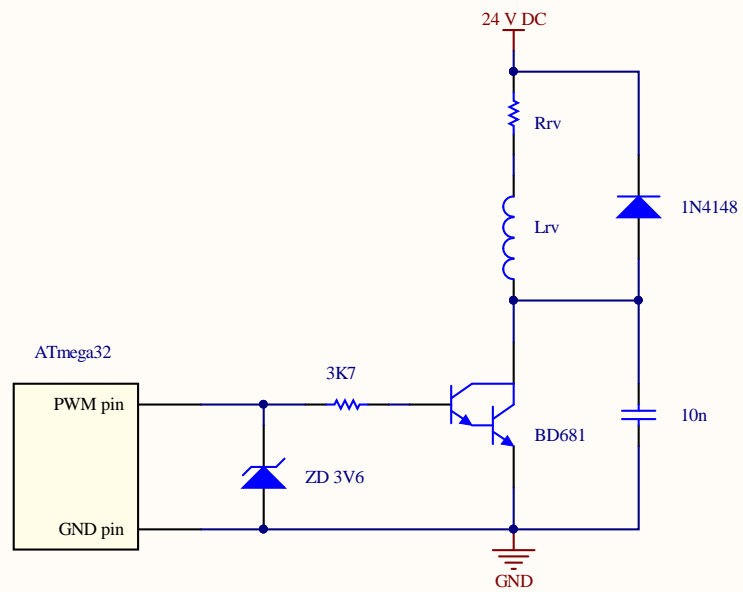 24 V DC
Rrv
1N4148
Lrv
ATmega32
3K7
PWM pin
10n
BD681
ZD 3V6
GND pin
GND